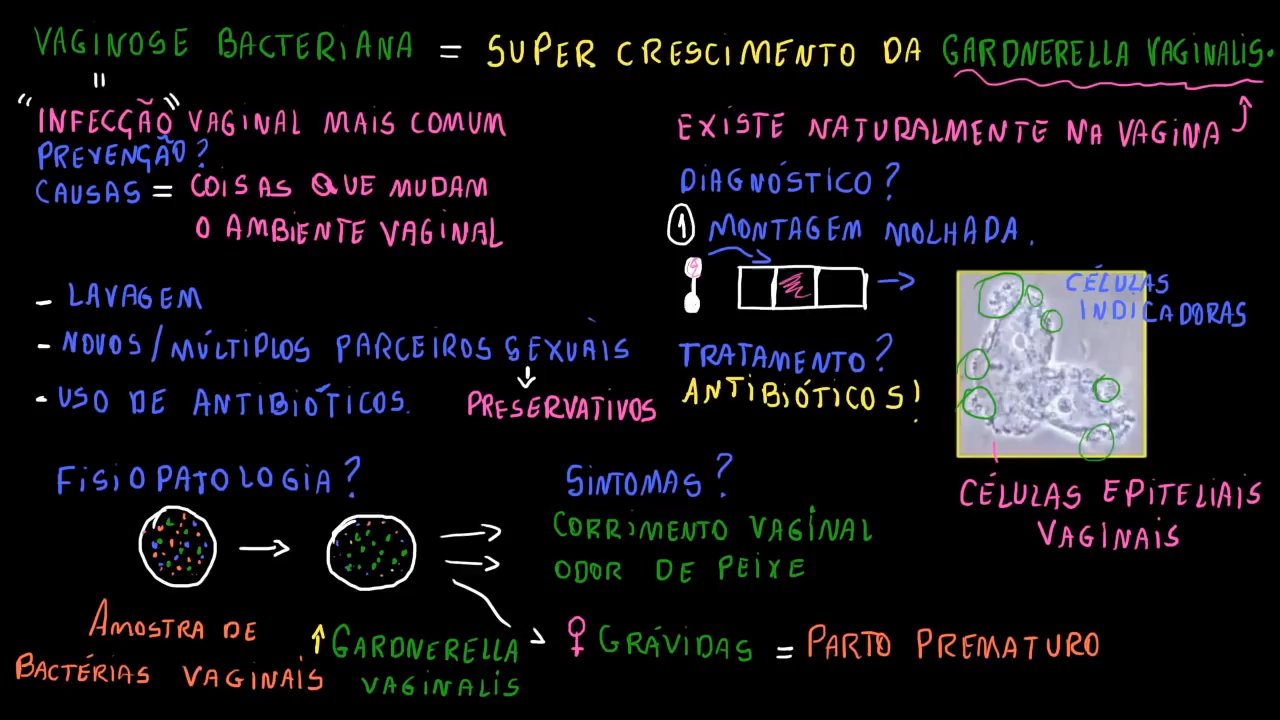 VAGINOSE BACTERIANA = SUPER CRESCIMENTO DA GARDNERELLA VAGINALIS.
"INFECÇÃO" VAGINAL MAIS COMUM
PREVENÇÃO?
CAUSAS = COISAS QUE MUDAM
O AMBIENTE VAGINAL
- LAVAGEM
- NOVOS/MÚLTIPLOS PARCEIROS SEXUAIS
PRESERVATIVOS
- USO DE ANTIBIÓTICOS.
EXISTE NATURALMENTE NA VAGINA
DIAGNÓSTICO?
1 MONTAGEM MOLHADA.
CÉLULAS
INDICADORAS
TRATAMENTO?
ANTIBIÓTICOS!
CÉLULAS EPITELIAIS
VAGINAIS
FISIOPATOLOGIA?
AMOSTRA DE
BACTÉRIAS VAGINAIS
↑ GARDNERELLA
VAGINALIS
SINTOMAS?
CORRIMENTO VAGINAL
ODOR DE PEIXE
♀ GRÁVIDAS = PARTO PREMATURO